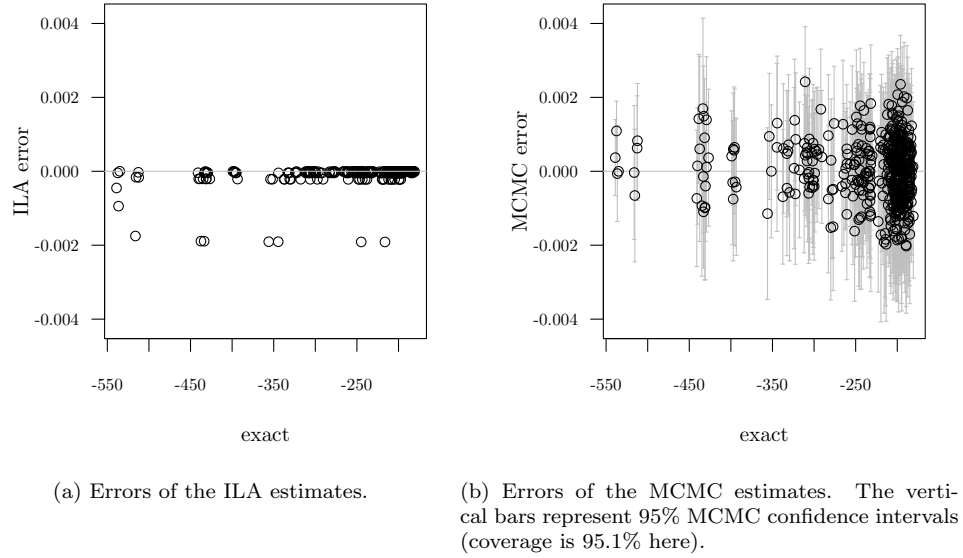 0.004
0.002
0.000
-0.002
-0.004
ILA error
-550
-450
-350
-250
exact
(a) Errors of the ILA estimates.
0.004
0.002
0.000
-0.002
-0.004
MCMC error
-550
-450
-350
-250
exact
(b) Errors of the MCMC estimates. The verti-
cal bars represent 95% MCMC confidence intervals
(coverage is 95.1% here).